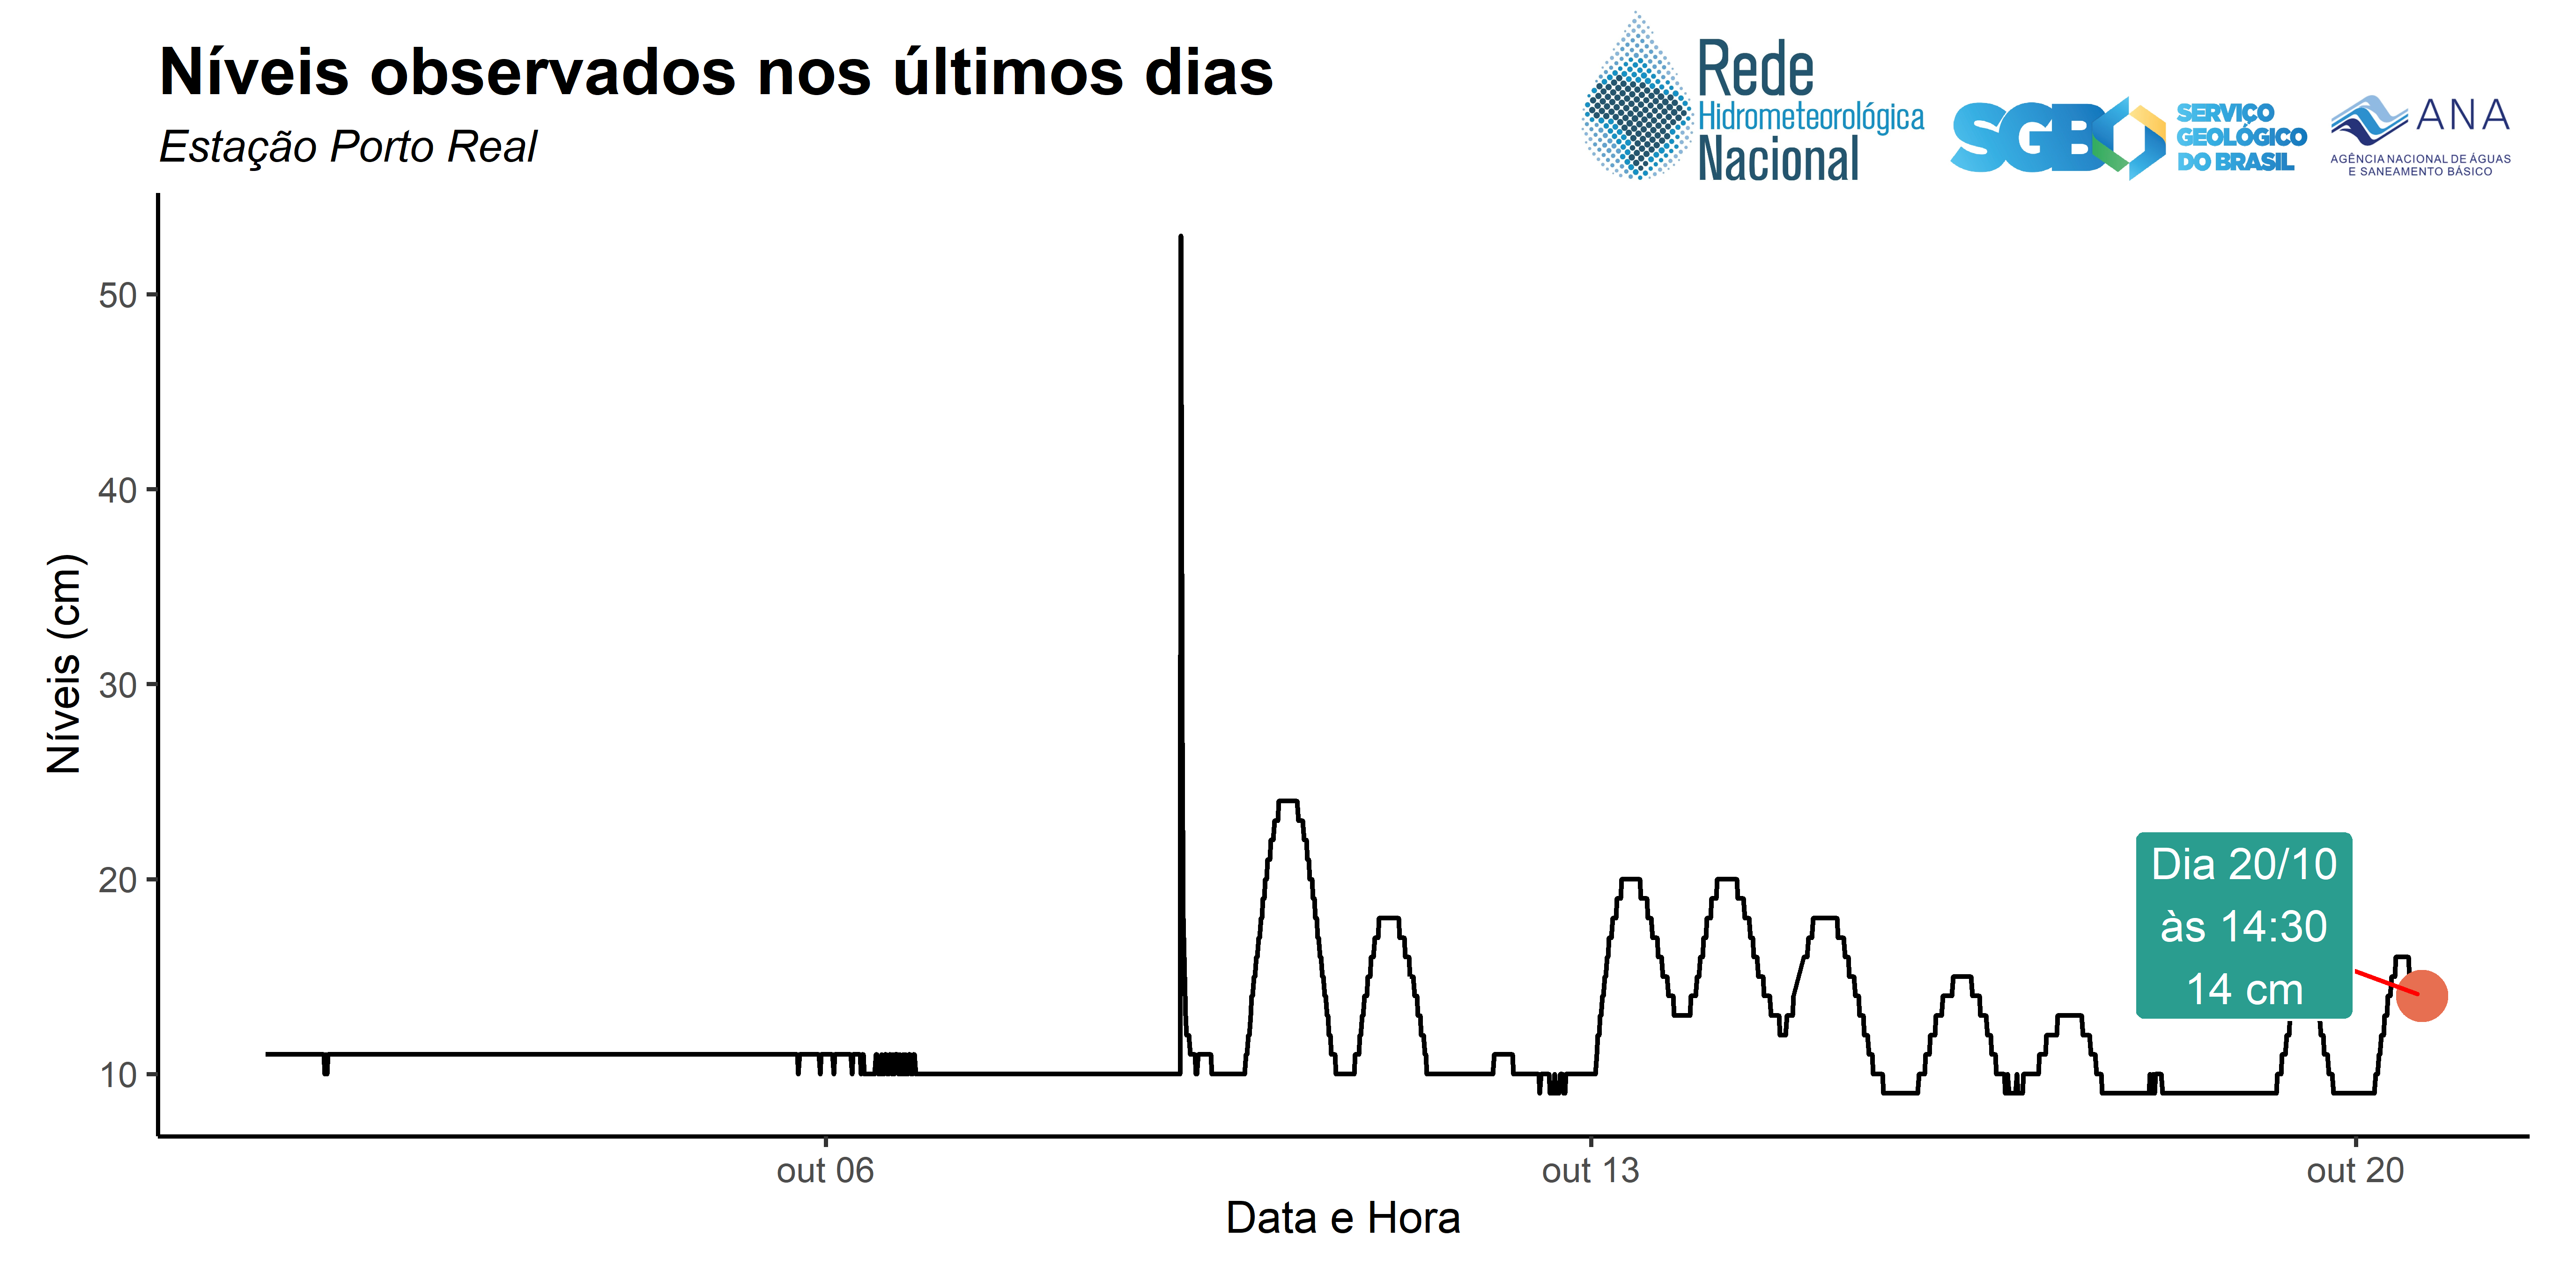 Níveis observados nos últimos dias
Estação Porto Real
Rede
Hidrometeorológica
Nacional
SGB
SERVIÇO
GEOLÓGICO
DO BRASIL
ANA
AGÊNCIA NACIONAL DE ÁGUAS
E SANEAMENTO BÁSICO
Níveis (cm)
50
40
30
20
10
Dia 20/10
às 14:30
14 cm
out 06
out 13
out 20
Data e Hora